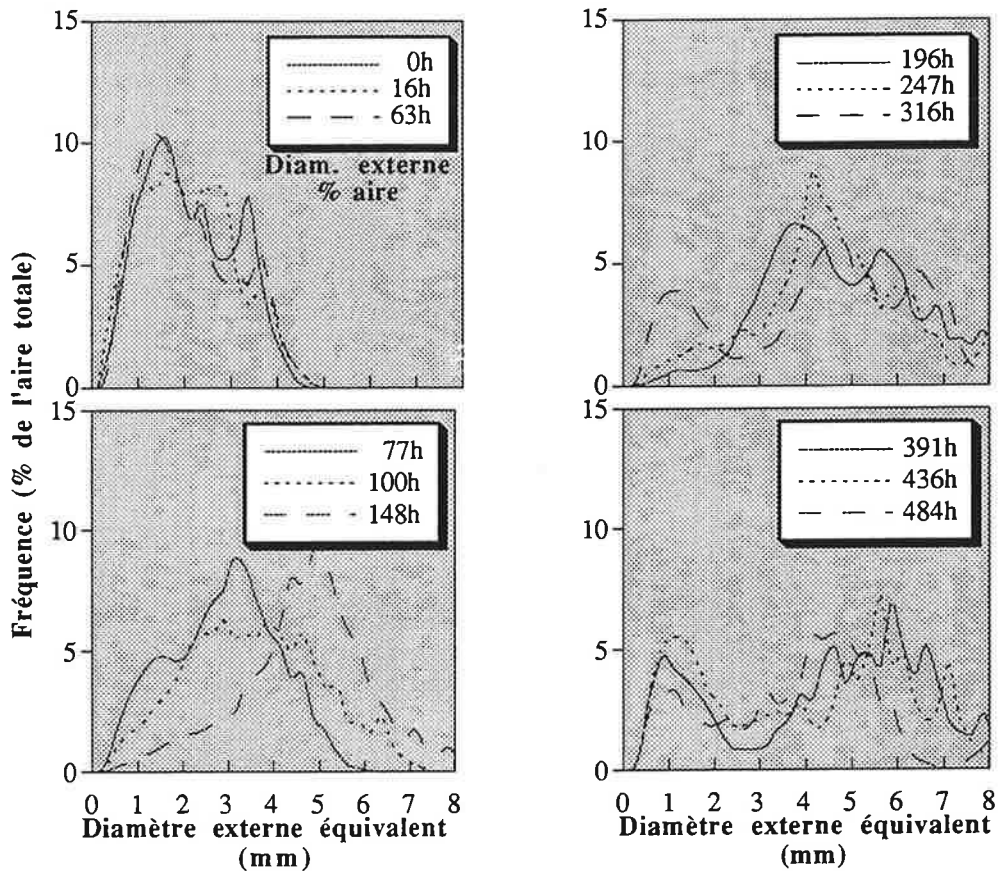 Fréquence (% de l'aire totale)
15
10
5
0
0h
16h
63h
Diam. externe
% aire
15
10
5
0
196h
247h
316h
15
10
5
0
77h
100h
148h
0 1 2 3 4 5 6 7 8
Diamètre externe équivalent
(mm)
15
10
5
0
391h
436h
484h
0 1 2 3 4 5 6 7 8
Diamètre externe équivalent
(mm)